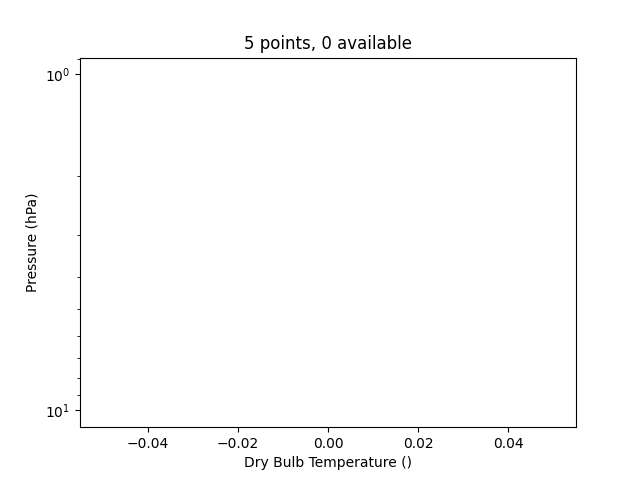 5 points, 0 available
10⁰
Pressure (hPa)
10¹
−0.04 −0.02 0.00 0.02 0.04
Dry Bulb Temperature ()